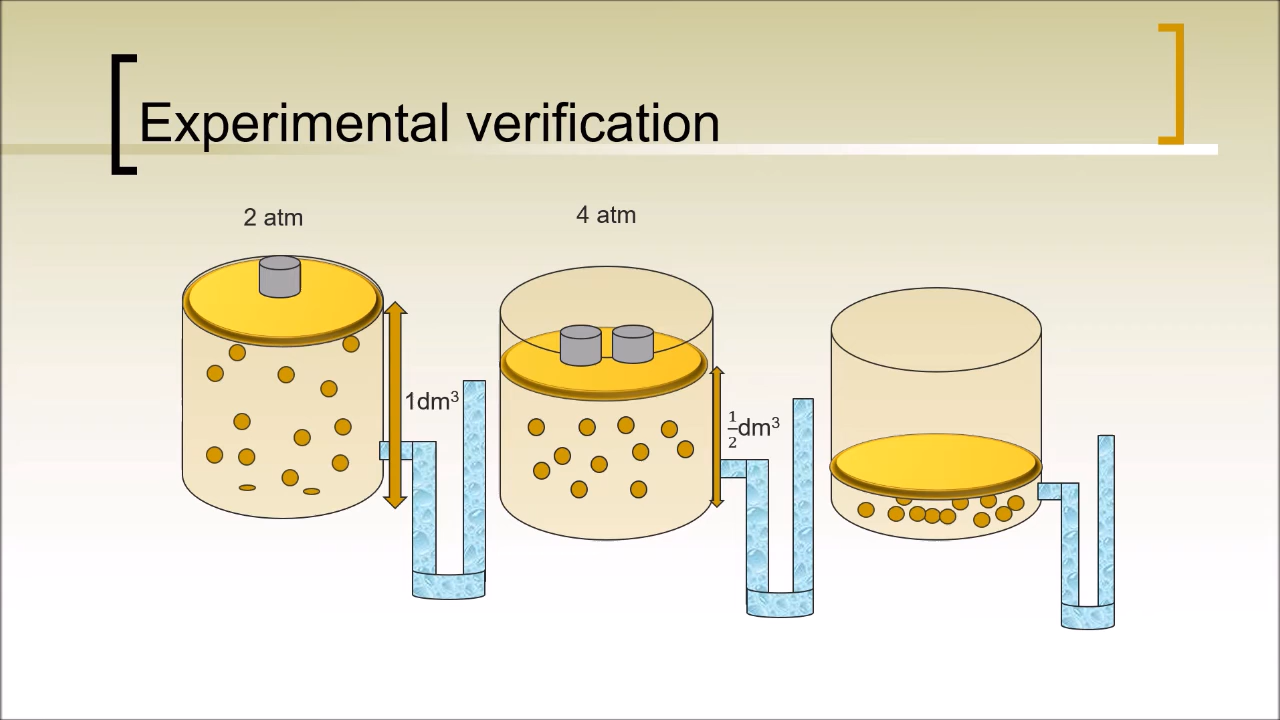 Experimental verification
2 atm
4 atm
1dm³
½dm³